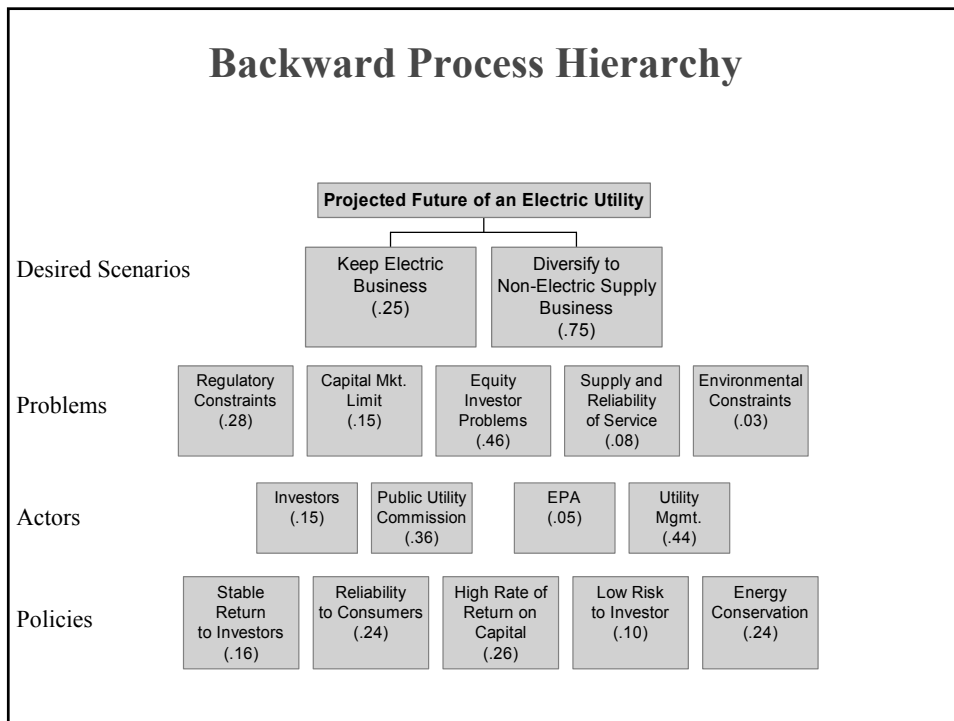 Backward Process Hierarchy
Projected Future of an Electric Utility
Desired Scenarios
Keep Electric
Business
(.25)
Diversify to
Non-Electric Supply
Business
(.75)
Problems
Regulatory
Constraints
(.28)
Capital Mkt.
Limit
(.15)
Equity
Investor
Problems
(.46)
Supply and
Reliability
of Service
(.08)
Environmental
Constraints
(.03)
Actors
Investors
(.15)
Public Utility
Commission
(.36)
EPA
(.05)
Utility
Mgmt.
(.44)
Policies
Stable
Return
to Investors
(.16)
Reliability
to Consumers
(.24)
High Rate of
Return on
Capital
(.26)
Low Risk
to Investor
(.10)
Energy
Conservation
(.24)